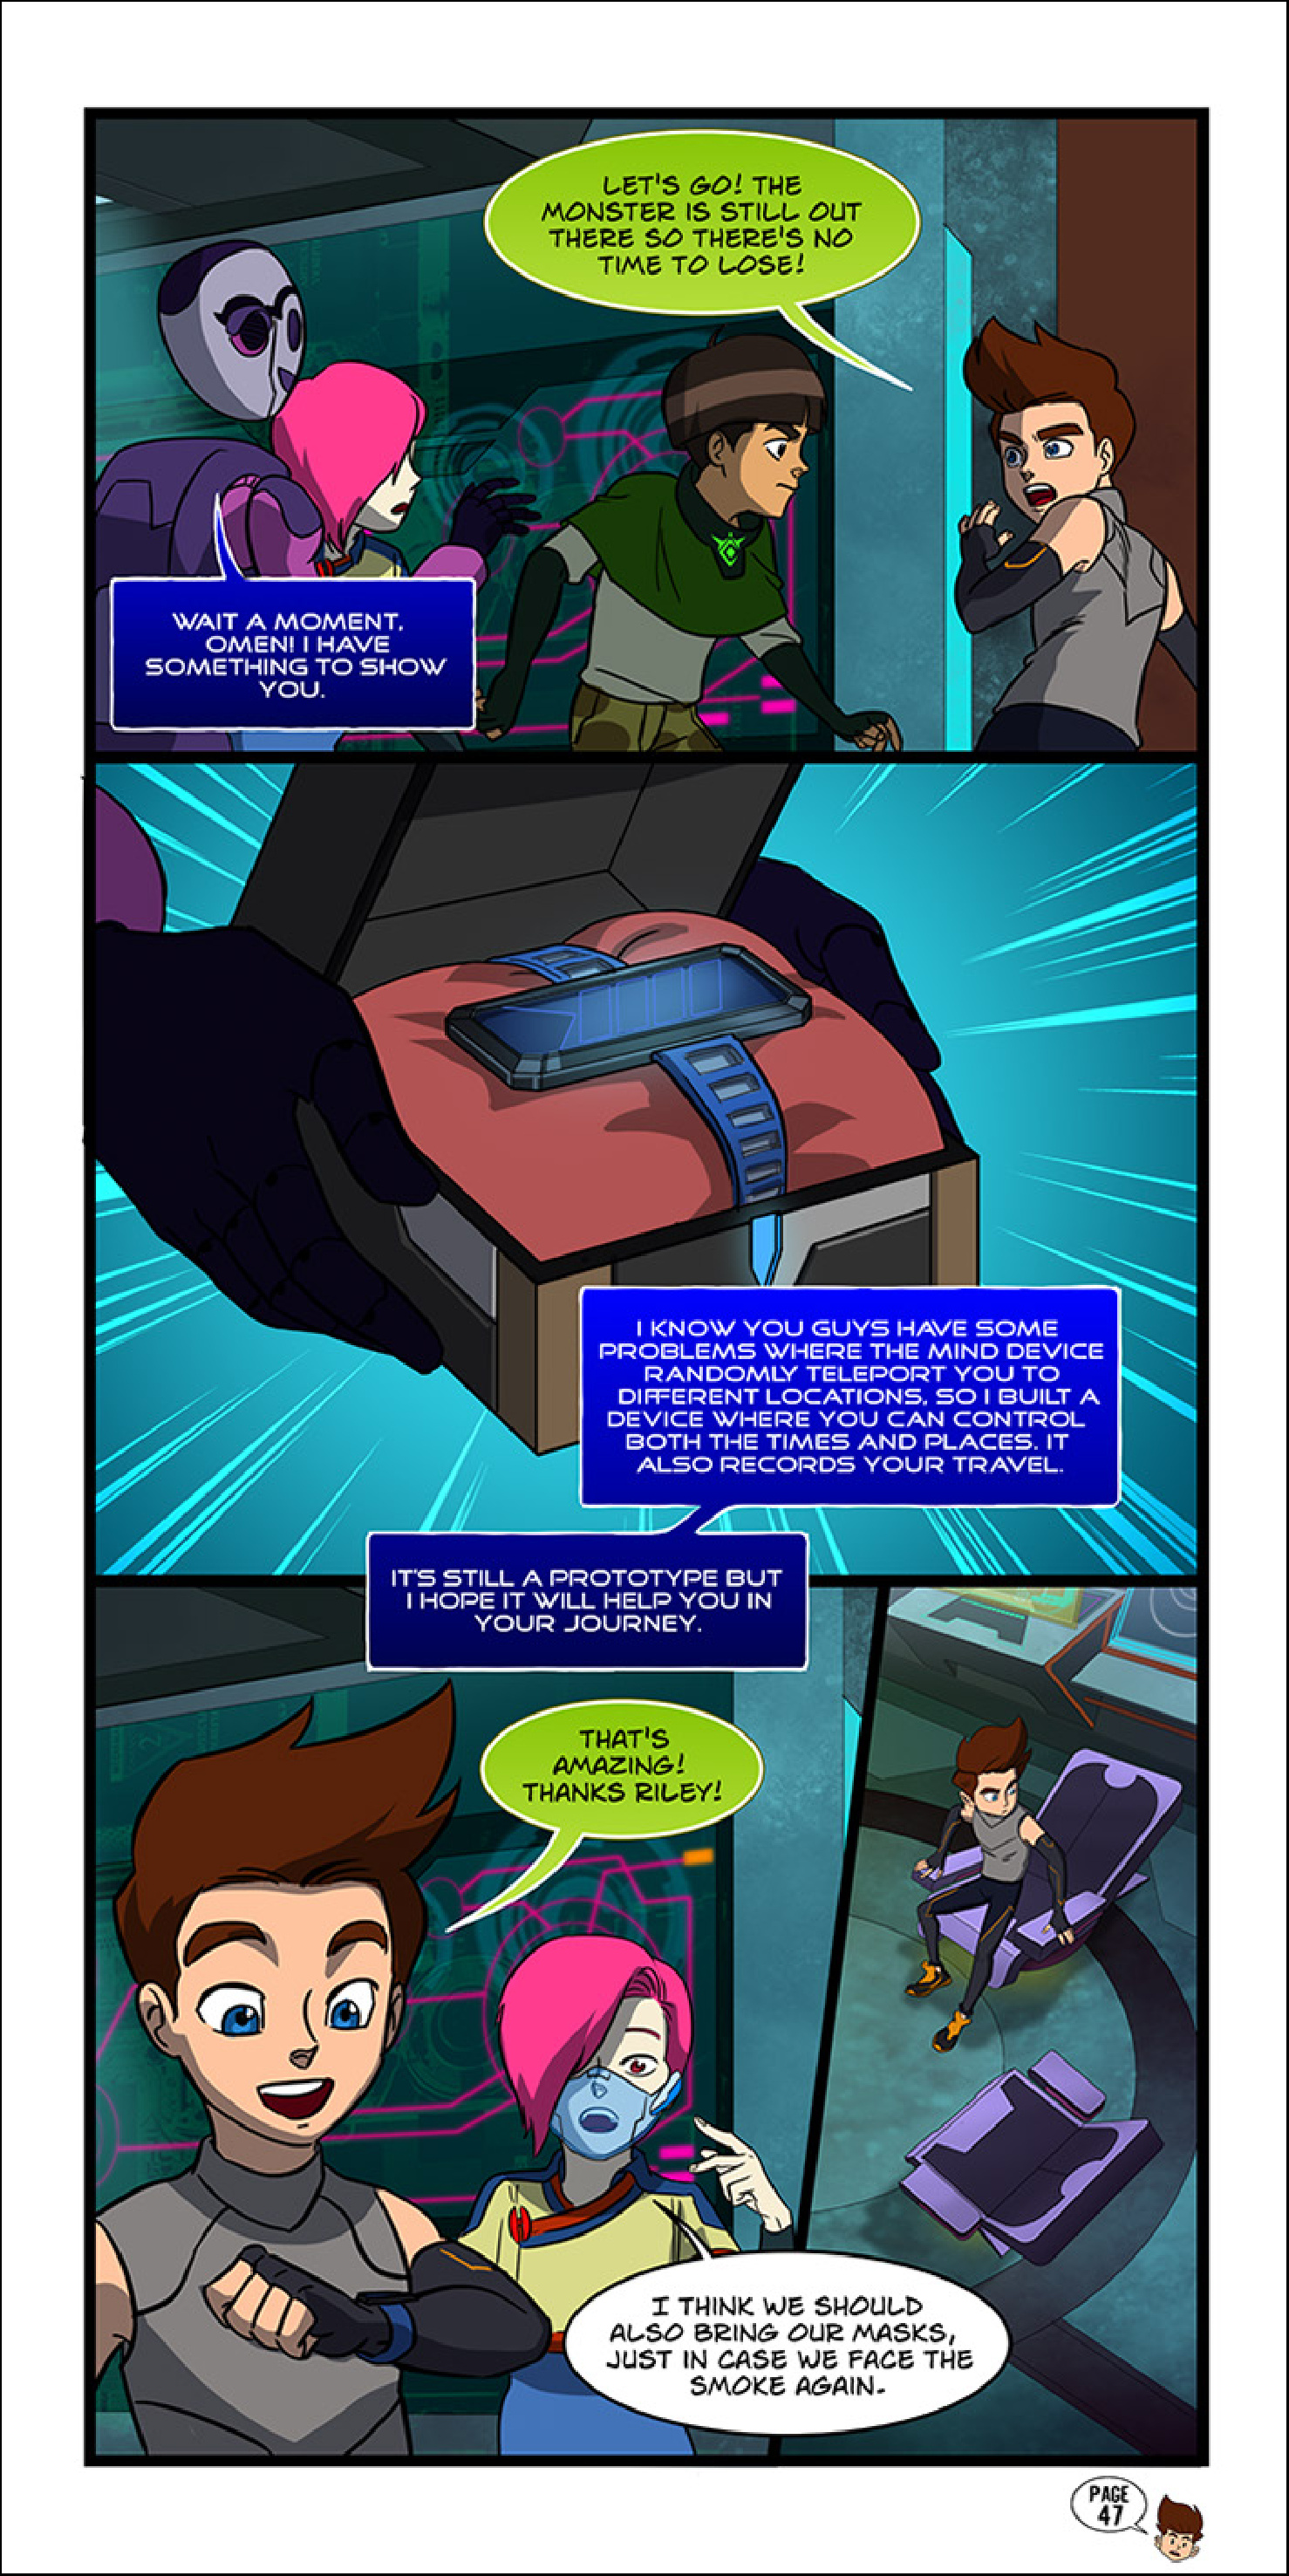 LET'S GO! THE
MONSTER IS STILL OUT
THERE SO THERE'S NO
TIME TO LOSE!
WAIT A MOMENT,
OMEN! I HAVE
SOMETHING TO SHOW
YOU.
I KNOW YOU GUYS HAVE SOME
PROBLEMS WHERE THE MIND DEVICE
RANDOMLY TELEPORT YOU TO
DIFFERENT LOCATIONS, SO I BUILT A
DEVICE WHERE YOU CAN CONTROL
BOTH THE TIMES AND PLACES. IT
ALSO RECORDS YOUR TRAVEL.
IT'S STILL A PROTOTYPE BUT
I HOPE IT WILL HELP YOU IN
YOUR JOURNEY.
THAT'S
AMAZING!
THANKS RILEY!
I THINK WE SHOULD
ALSO BRING OUR MASKS,
JUST IN CASE WE FACE THE
SMOKE AGAIN.
PAGE
47